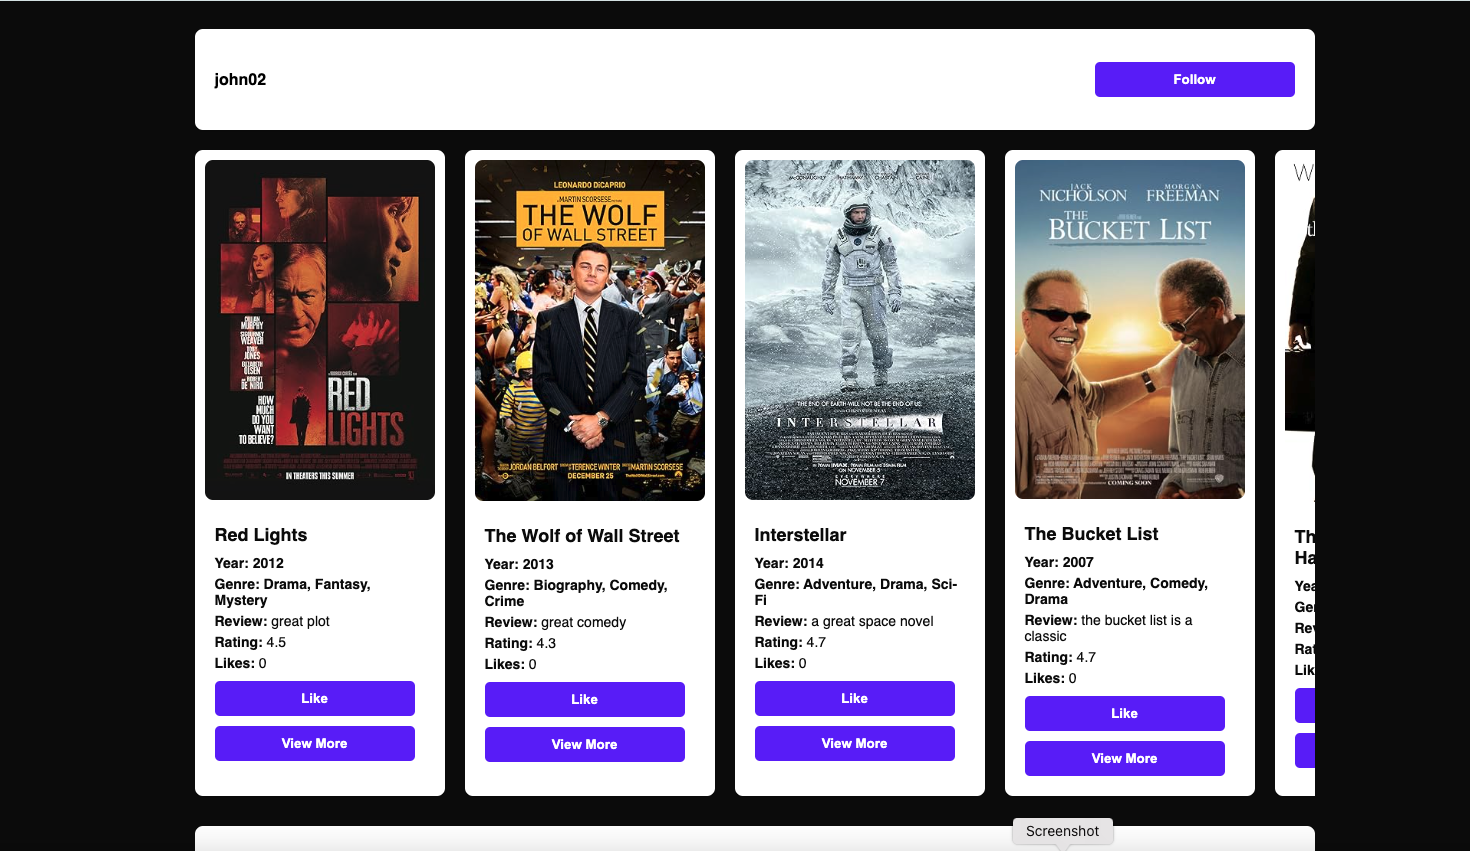 john02
Follow
GILLIAN
MURPHY
SIGOURNEY
WEAVER
TOBY
JONES
ELIZABETH
OLSEN
ROBERT
DE NIRO
HOW
MUCH
DO YOU
WANT
TO BELIEVE?
RED
LIGHTS
IN THEATERS THIS SUMMER
Red Lights
Year: 2012
Genre: Drama, Fantasy,
Mystery
Review: great plot
Rating: 4.5
Likes: 0
Like
View More
LEONARDO DiCAPRIO
MARTIN SCORSESE
THE WOLF
OF WALL STREET
JORDAN BELFORT TERENCE WINTER MARTIN SCORSESE
DECEMBER 25
The Wolf of Wall Street
Year: 2013
Genre: Biography, Comedy,
Crime
Review: great comedy
Rating: 4.3
Likes: 0
Like
View More
McCONAUGHEY HATHAWAY CHASTAIN CAINE
THE END OF EARTH WILL NOT BE THE END OF US.
INTERSTELLAR
NOVEMBER 7
Interstellar
Year: 2014
Genre: Adventure, Drama, Sci-
Fi
Review: a great space novel
Rating: 4.7
Likes: 0
Like
View More
JACK MORGAN
NICHOLSON FREEMAN
THE
BUCKET LIST
COMING SOON
The Bucket List
Year: 2007
Genre: Adventure, Comedy,
Drama
Review: the bucket list is a
classic
Rating: 4.7
Likes: 0
Like
View More
W
th
Th
Ha
Yea
Ge
Rev
Rat
Lik
Screenshot